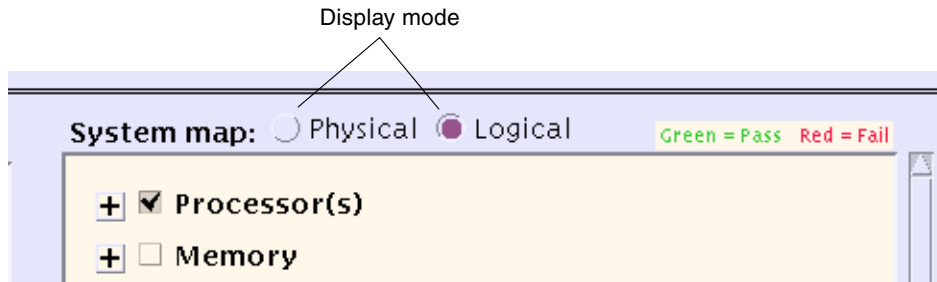 Display mode
System map: Physical Logical Green = Pass Red = Fail
Processor(s)
Memory